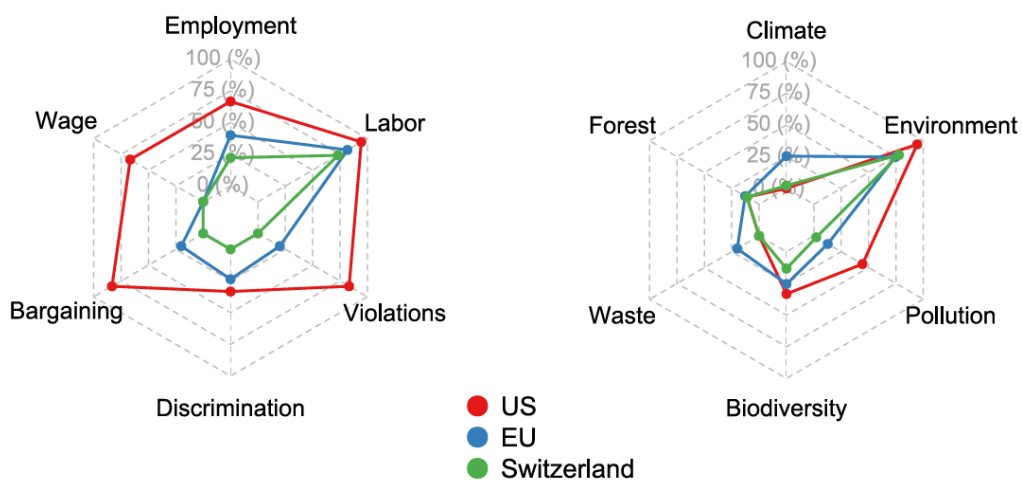 Employment
100 (%)
75 (%)
50 (%)
25 (%)
0 (%)
Wage
Labor
Bargaining
Violations
Discrimination
Climate
100 (%)
75 (%)
50 (%)
25 (%)
(%)
Forest
Environment
Waste
Pollution
Biodiversity
US
EU
Switzerland